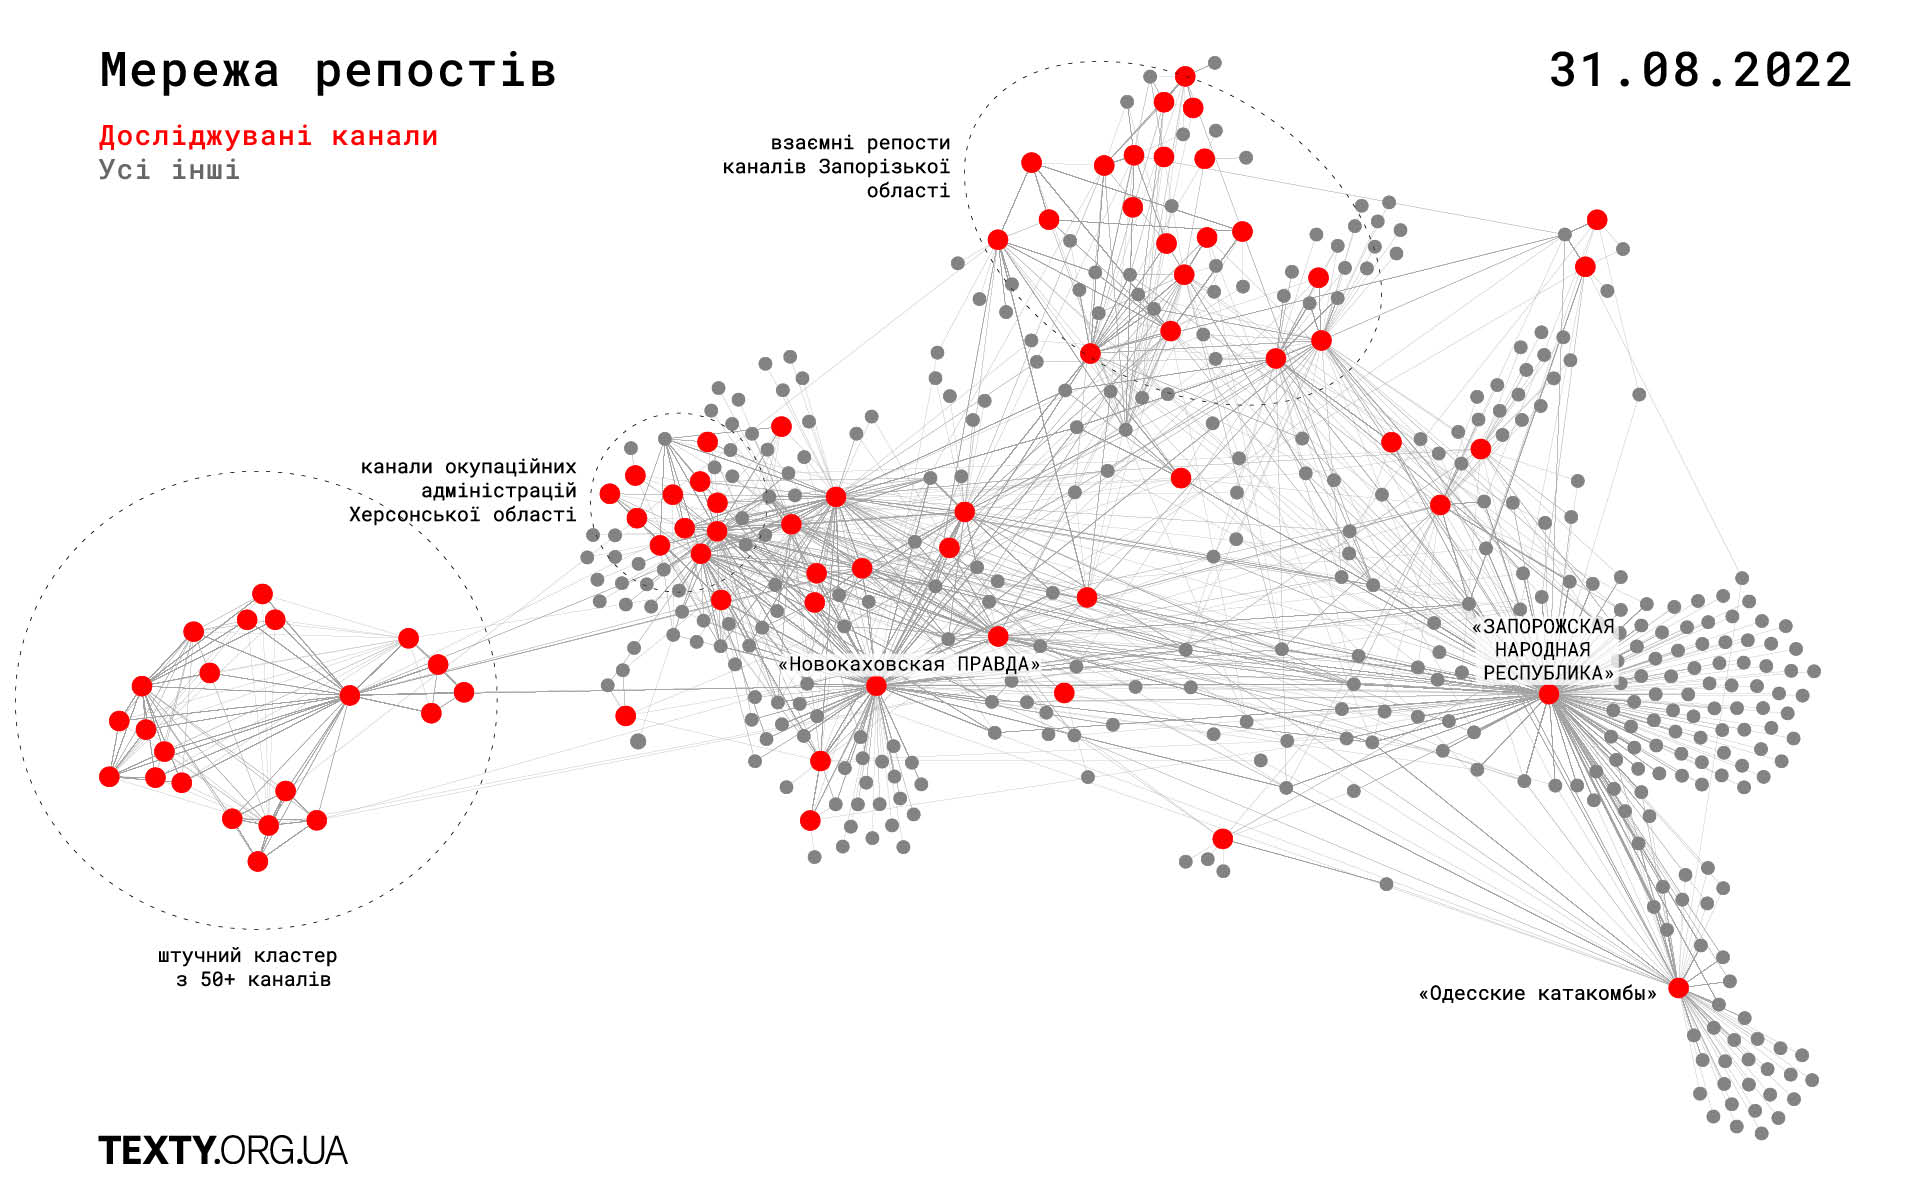 Мережа репостів
31.08.2022
Досліджувані канали
Усі інші
взаємні репости
каналів Запорізької
області
канали окупаційних
адміністрацій
Херсонської області
«ЗАПОРОЖСКАЯ
НАРОДНАЯ
РЕСПУБЛИКА»
«Новокаховская ПРАВДА»
штучний кластер
з 50+ каналів
«Одесские катакомбы»
TEXTY.ORG.UA